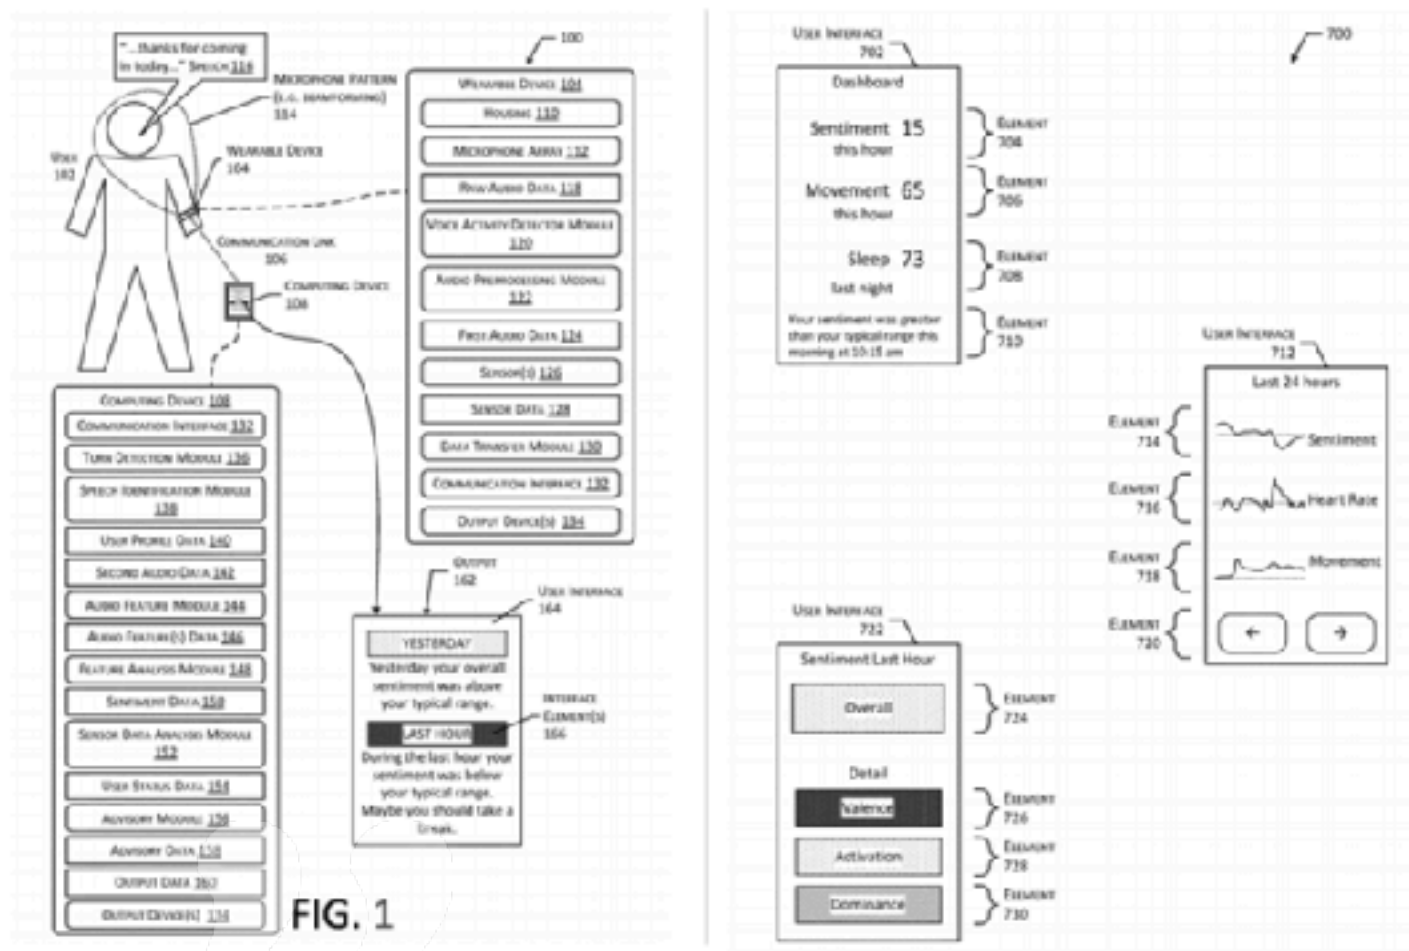 "...thanks for coming
in today..." SPEECH 116
MICROPHONE PATTERN
(E.G. BEAMFORMING)
114
USER
102
WEARABLE DEVICE
104
COMMUNICATION LINK
106
COMPUTING DEVICE
108
100
WEARABLE DEVICE 104
HOUSING 110
MICROPHONE ARRAY 112
RAW AUDIO DATA 118
VOICE ACTIVITY DETECTOR MODULE
120
AUDIO PREPROCESSING MODULE
122
FIRST AUDIO DATA 124
SENSOR(S) 126
SENSOR DATA 128
DATA TRANSFER MODULE 130
COMMUNICATION INTERFACE 132
OUTPUT DEVICE(S) 134
COMPUTING DEVICE 108
COMMUNICATION INTERFACE 132
TURN DETECTION MODULE 136
SPEECH IDENTIFICATION MODULE
138
USER PROFILE DATA 140
SECOND AUDIO DATA 142
AUDIO FEATURE MODULE 144
AUDIO FEATURE(S) DATA 146
FEATURE ANALYSIS MODULE 148
SENTIMENT DATA 150
SENSOR DATA ANALYSIS MODULE
152
USER STATUS DATA 154
ADVISORY MODULE 156
ADVISORY DATA 158
OUTPUT DATA 160
OUTPUT DEVICE(S) 134
OUTPUT
162
USER INTERFACE
164
YESTERDAY
Yesterday your overall
sentiment was above
your typical range.
LAST HOUR
During the last hour your
sentiment was below
your typical range.
Maybe you should take a
break.
INTERFACE
ELEMENT(S)
166
FIG. 1
700
USER INTERFACE
702
Dashboard
Sentiment 15
this hour
Movement 65
this hour
Sleep 73
last night
Your sentiment was greater
than your typical range this
morning at 10:15 am
ELEMENT
704
ELEMENT
706
ELEMENT
708
ELEMENT
710
USER INTERFACE
712
Last 24 hours
Sentiment
Heart Rate
Movement
ELEMENT
714
ELEMENT
716
ELEMENT
718
ELEMENT
720
USER INTERFACE
722
Sentiment Last Hour
Overall
Detail
Valence
Activation
Dominance
ELEMENT
724
ELEMENT
726
ELEMENT
728
ELEMENT
730